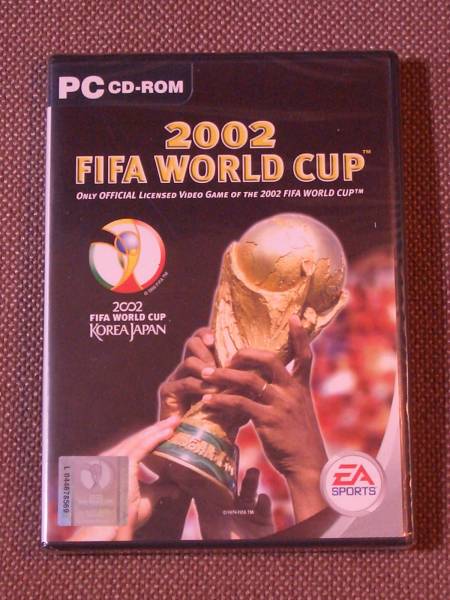 PC CD-ROM
2002
FIFA WORLD CUP™
ONLY OFFICIAL LICENSED VIDEO GAME OF THE 2002 FIFA WORLD CUP™
2002
FIFA WORLD CUP
KOREA JAPAN
EA
SPORTS
L 044678569